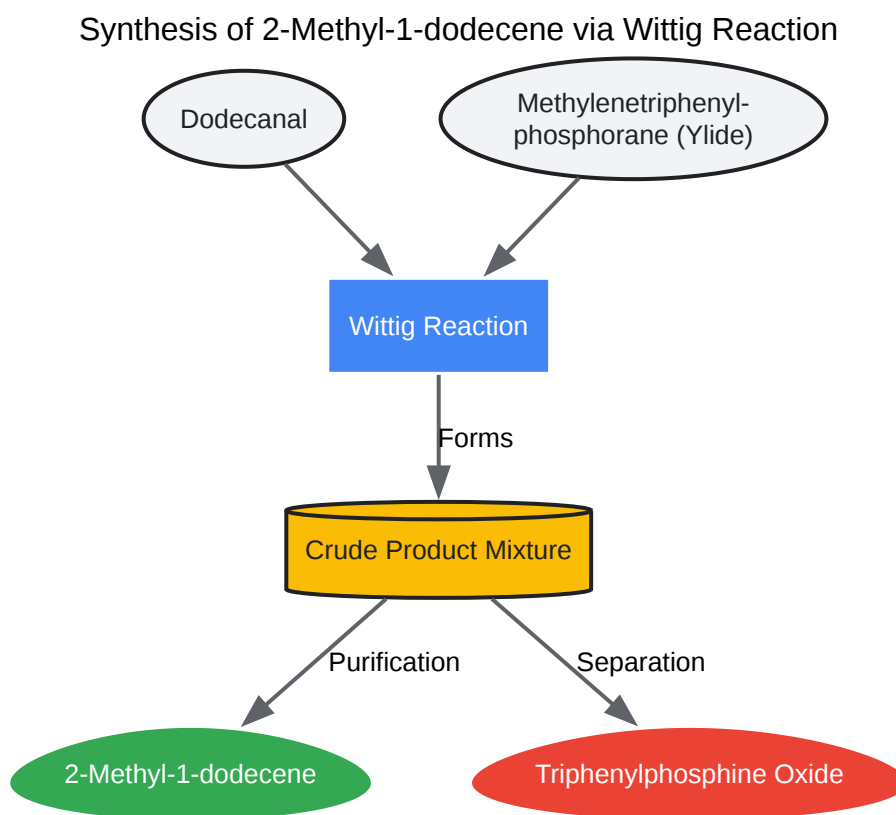 Synthesis of 2-Methyl-1-dodecene via Wittig Reaction
Dodecanal
Methylenetriphenyl-
phosphorane (Ylide)
Wittig Reaction
Forms
Crude Product Mixture
Purification
Separation
2-Methyl-1-dodecene
Triphenylphosphine Oxide